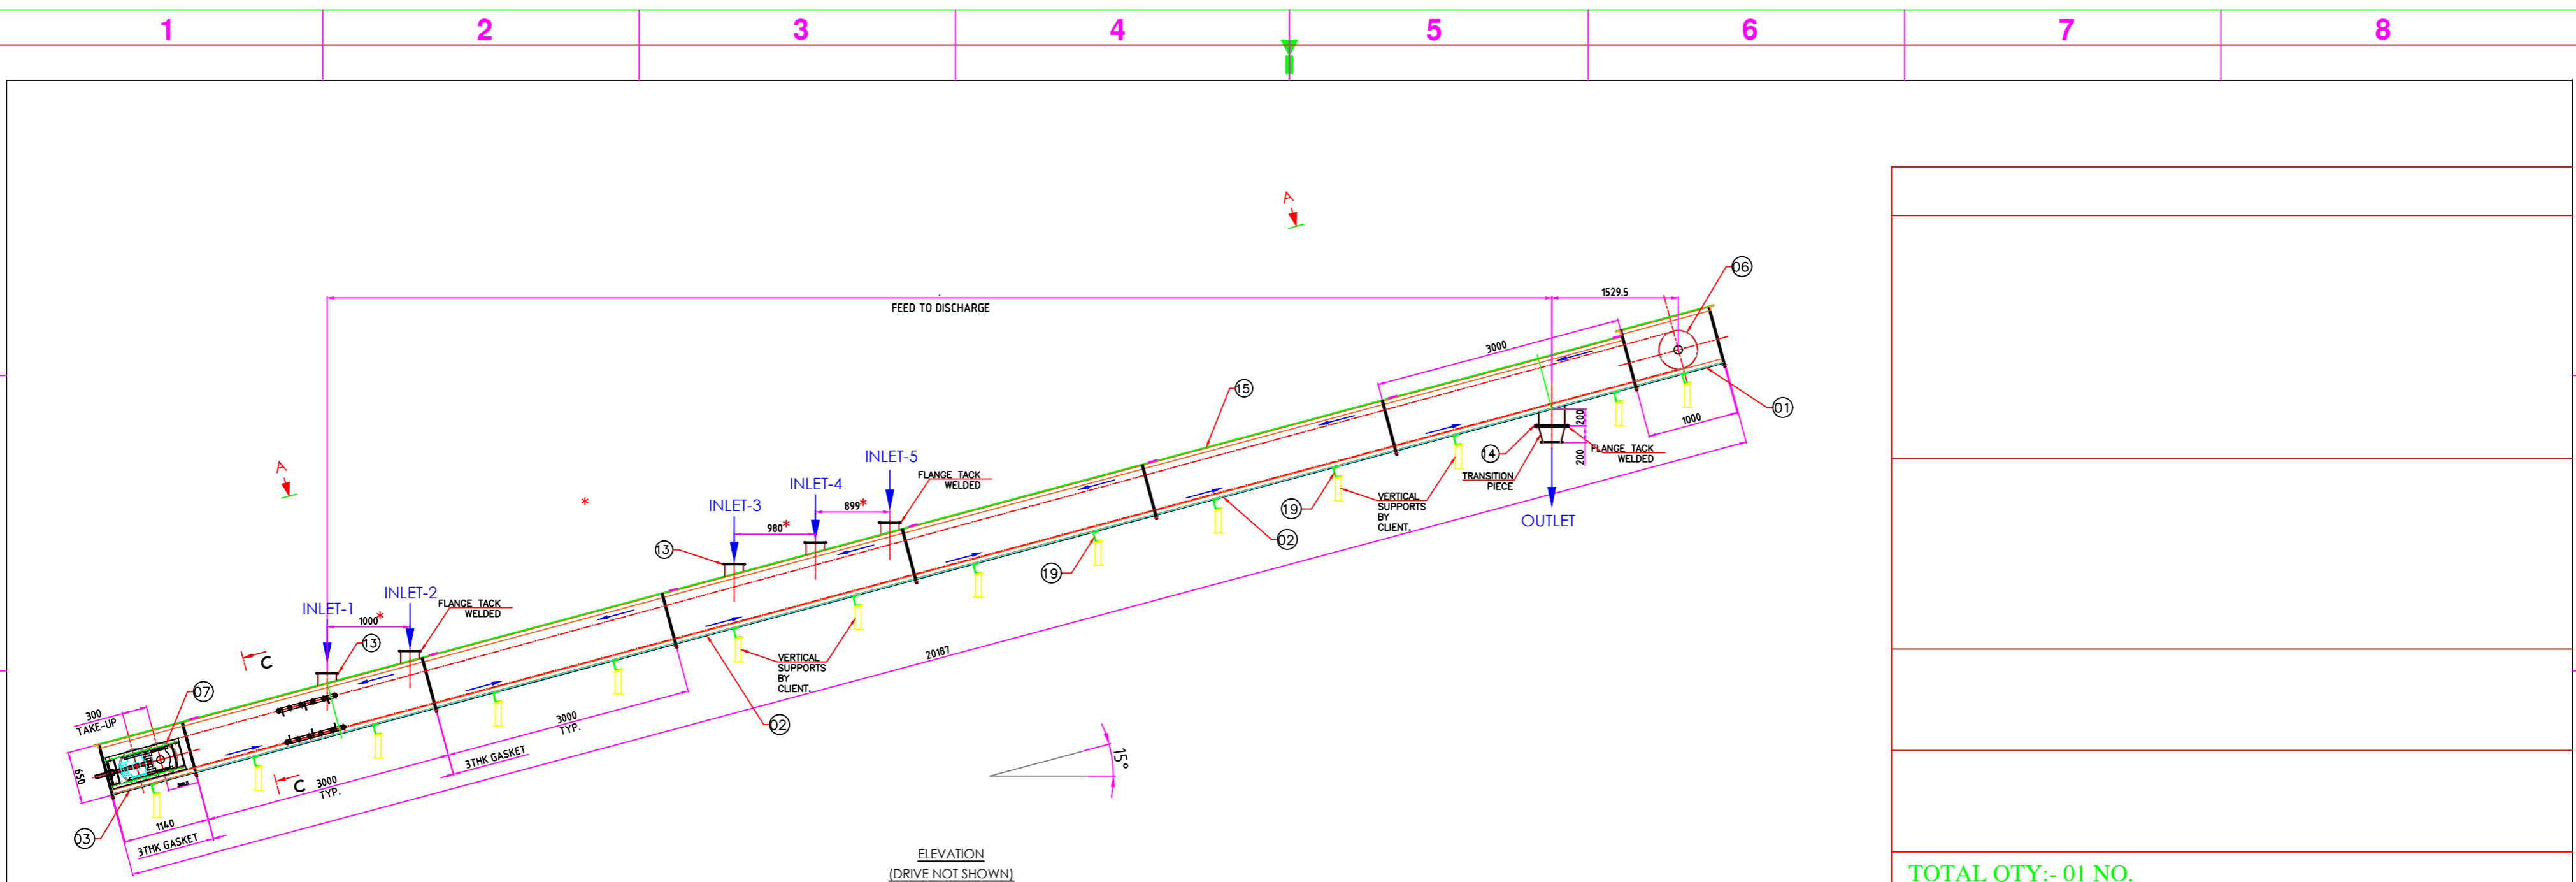 1 2 3 4 5 6 7 8
A
06
1529.5
FEED TO DISCHARGE
3000
15
01
1000
200
14
FLANGE TACK
WELDED
200
TRANSITION
PIECE
OUTLET
A
INLET-5
FLANGE TACK
WELDED
INLET-4
899*
INLET-3
980*
*
13
VERTICAL
SUPPORTS
BY
CLIENT.
19
02
19
INLET-1
INLET-2
FLANGE TACK
WELDED
1000*
13
C
07
VERTICAL
SUPPORTS
BY
CLIENT.
20187
02
300
TAKE-UP
3000
TYP.
3THK GASKET
650
C
3000
TYP.
15°
03
1140
3THK GASKET
ELEVATION
(DRIVE NOT SHOWN)
TOTAL QTY:- 01 NO.